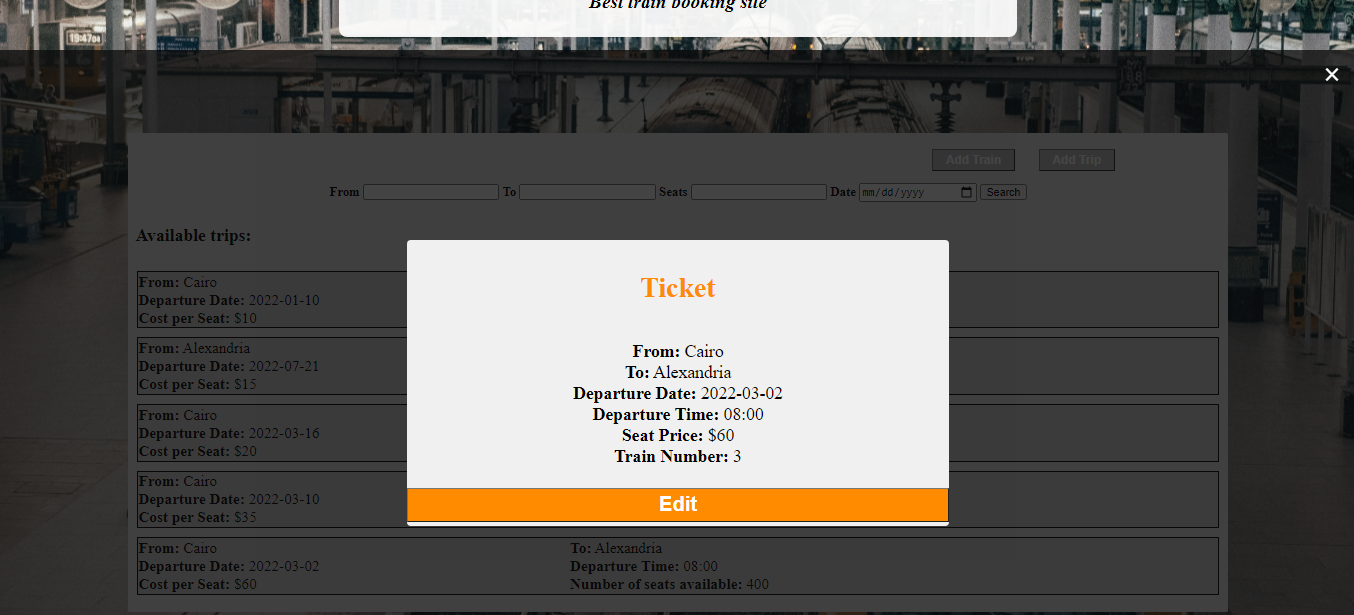 Best train booking site
19:47
×
Add Train Add Trip
From To Seats Date mm/dd/yyyy Search
Available trips:
From: Cairo
Departure Date: 2022-01-10
Cost per Seat: $10
From: Alexandria
Departure Date: 2022-07-21
Cost per Seat: $15
From: Cairo
Departure Date: 2022-03-16
Cost per Seat: $20
From: Cairo
Departure Date: 2022-03-10
Cost per Seat: $35
From: Cairo To: Alexandria
Departure Date: 2022-03-02 Departure Time: 08:00
Cost per Seat: $60 Number of seats available: 400
Ticket
From: Cairo
To: Alexandria
Departure Date: 2022-03-02
Departure Time: 08:00
Seat Price: $60
Train Number: 3
Edit